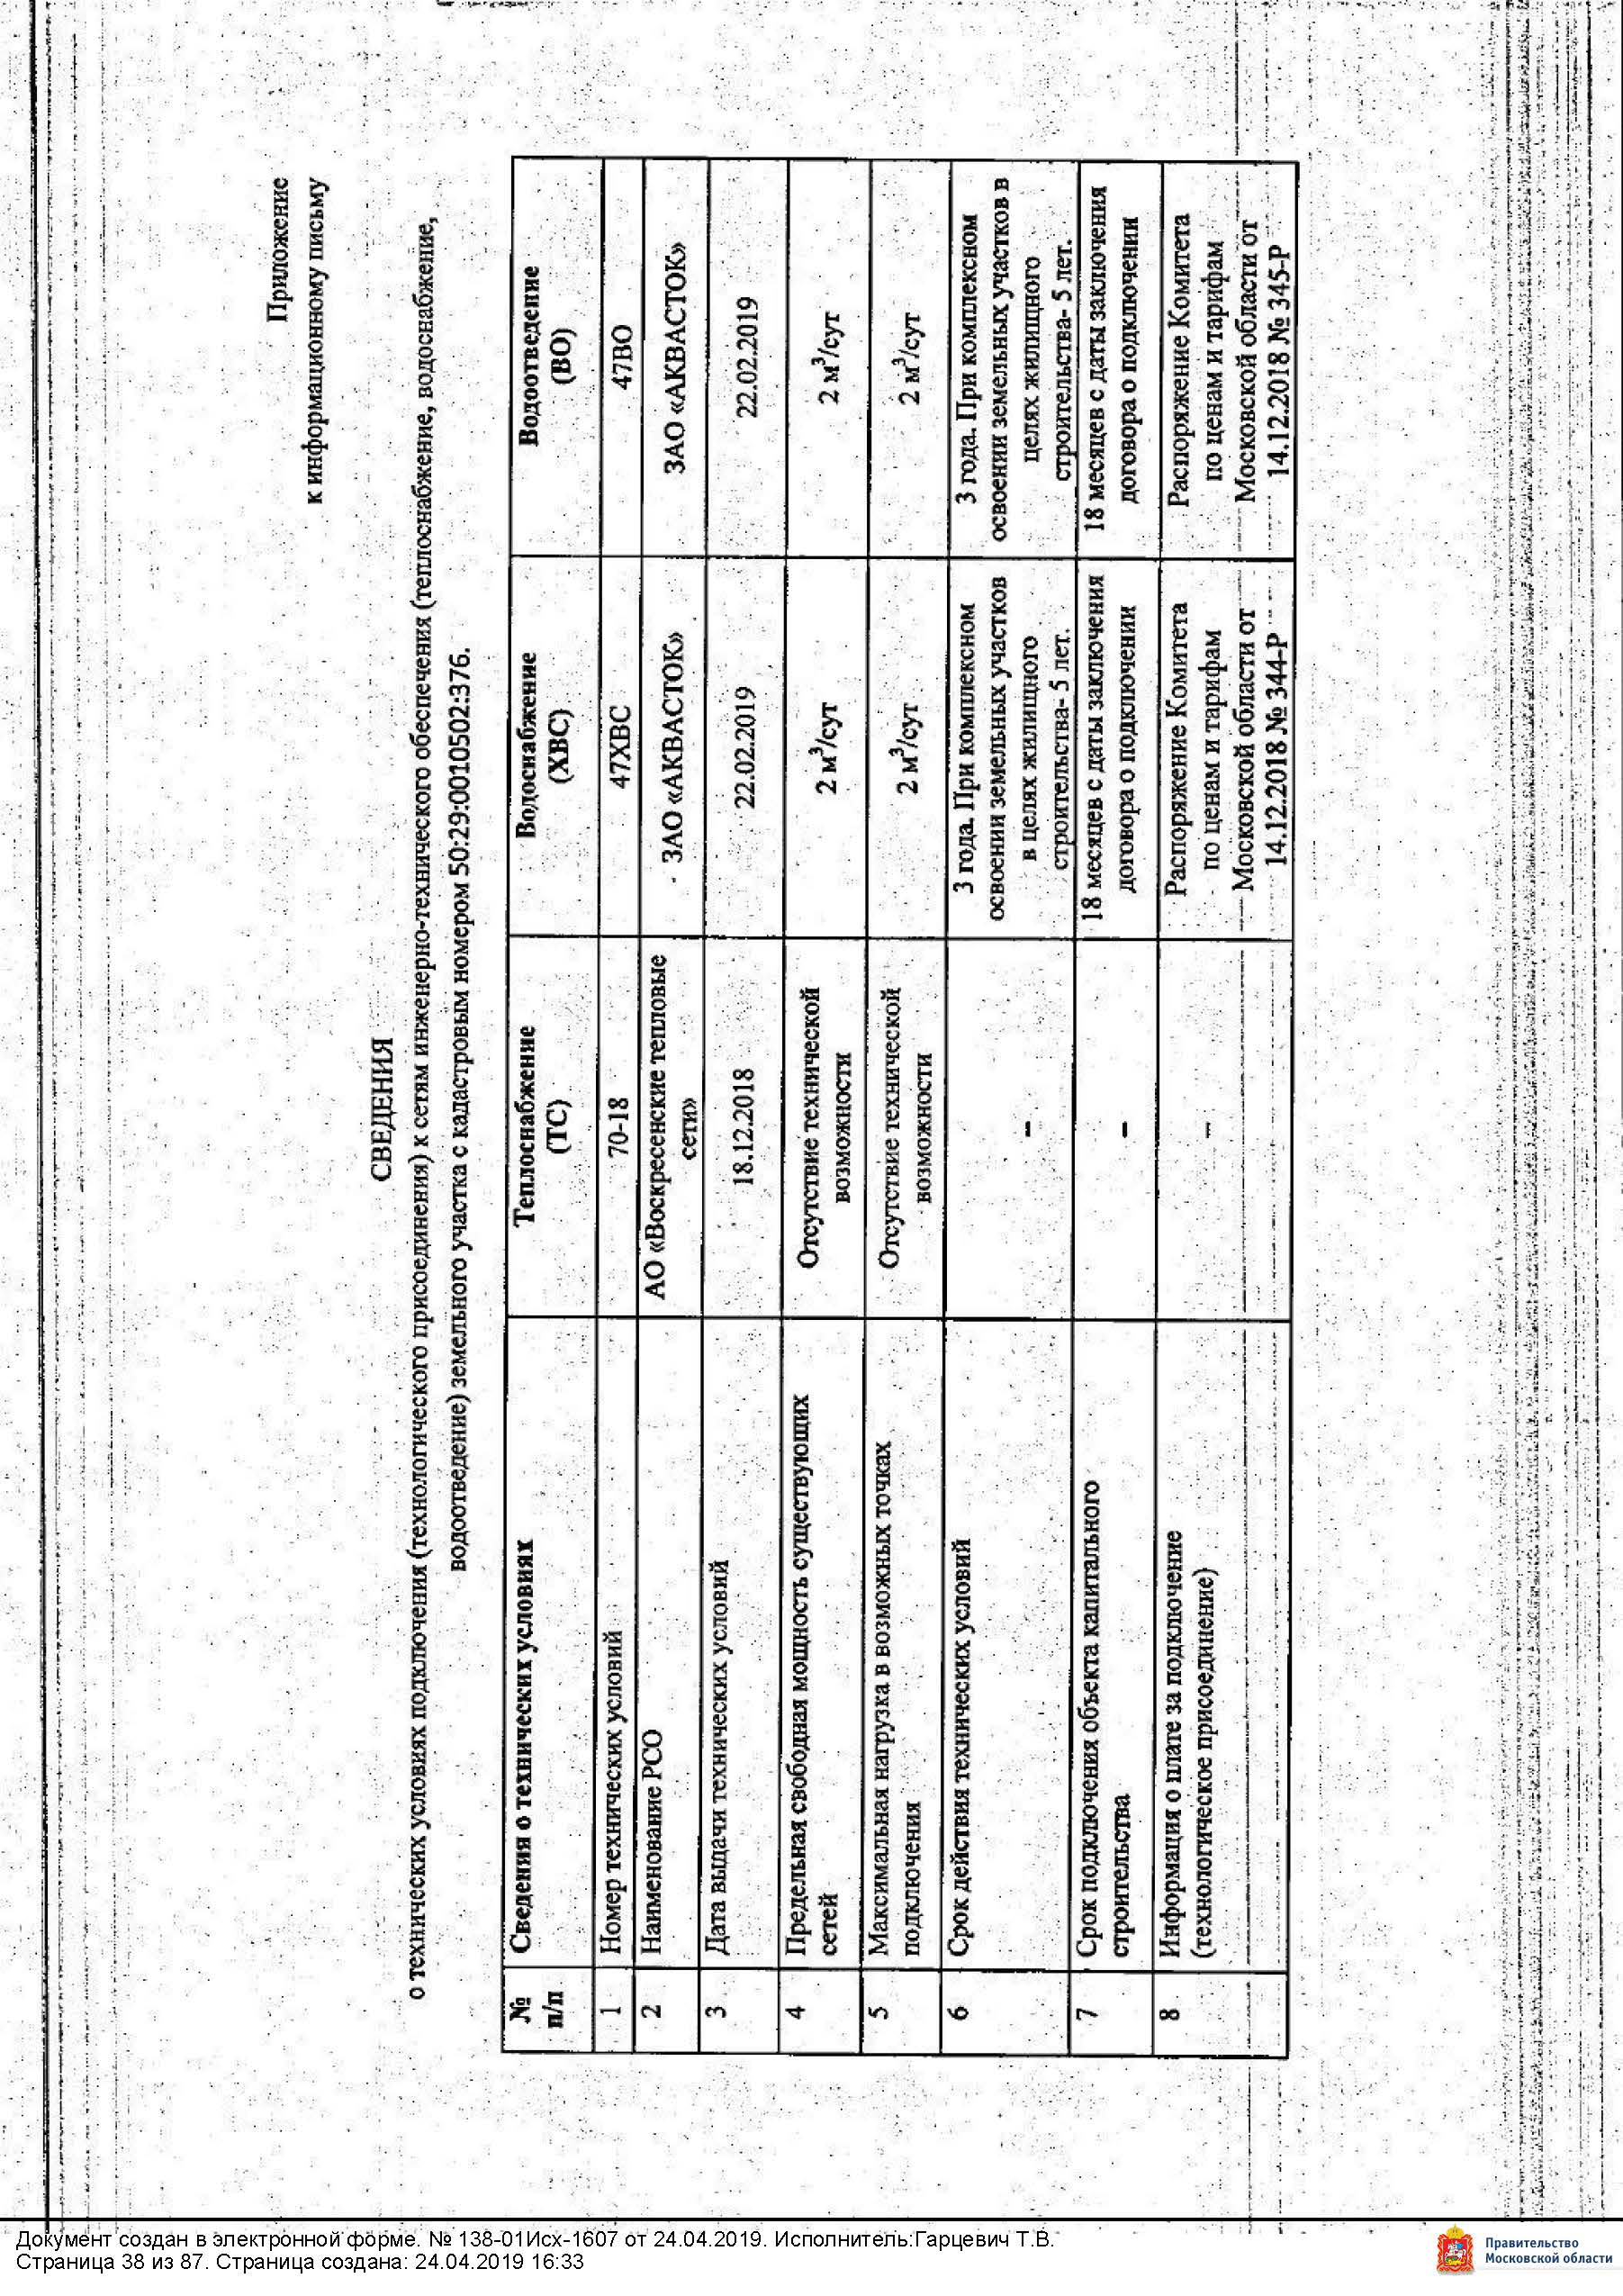 Приложение
к информационному письму
СВЕДЕНИЯ
о технических условиях подключения (технологического присоединения) к сетям инженерно-технического обеспечения (теплоснабжение, водоснабжение,
водоотведение) земельного участка с кадастровым номером 50:29:0010502:376.
№ п/п Сведения о технических условиях Теплоснабжение (ТС) Водоснабжение (ХВС) Водоотведение (ВО)
1 Номер технических условий 70-18 47ХВС 47ВО
2 Наименование РСО АО «Воскресенские тепловые сети» ЗАО «АКВАСТОК» ЗАО «АКВАСТОК»
3 Дата выдачи технических условий 18.12.2018 22.02.2019 22.02.2019
4 Предельная свободная мощность существующих сетей Отсутствие технической возможности 2 м³/сут 2 м³/сут
5 Максимальная нагрузка в возможных точках подключения Отсутствие технической возможности 2 м³/сут 2 м³/сут
6 Срок действия технических условий – 3 года. При комплексном освоении земельных участков в целях жилищного строительства- 5 лет. 3 года. При комплексном освоении земельных участков в целях жилищного строительства- 5 лет.
7 Срок подключения объекта капитального строительства – 18 месяцев с даты заключения договора о подключении 18 месяцев с даты заключения договора о подключении
8 Информация о плате за подключение (технологическое присоединение) – Распоряжение Комитета по ценам и тарифам Московской области от 14.12.2018 № 344-Р Распоряжение Комитета по ценам и тарифам Московской области от 14.12.2018 № 345-Р
Документ создан в электронной форме. № 138-01Исх-1607 от 24.04.2019. Исполнитель:Гарцевич Т.В.
Страница 38 из 87. Страница создана: 24.04.2019 16:33
Правительство
Московской области